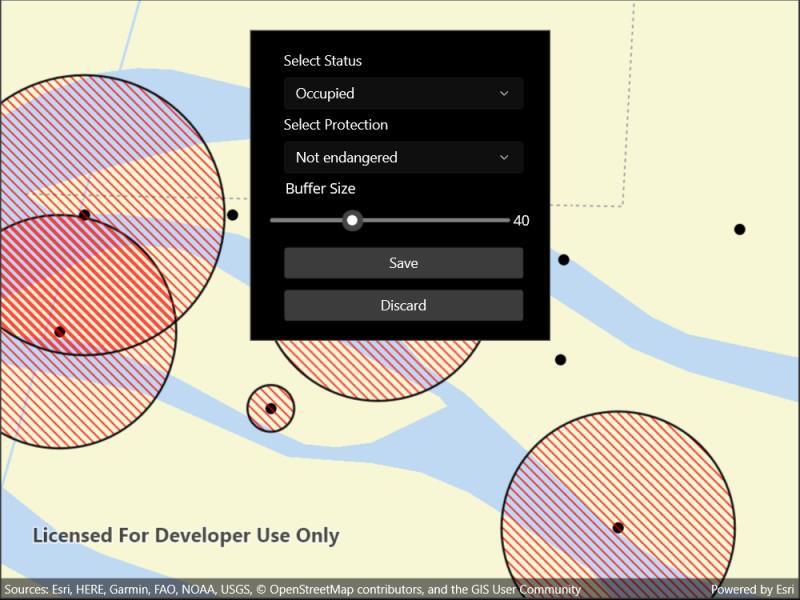 Select Status
Occupied
Select Protection
Not endangered
Buffer Size
40
Save
Discard
Licensed For Developer Use Only
Sources: Esri, HERE, Garmin, FAO, NOAA, USGS, © OpenStreetMap contributors, and the GIS User Community Powered by Esri